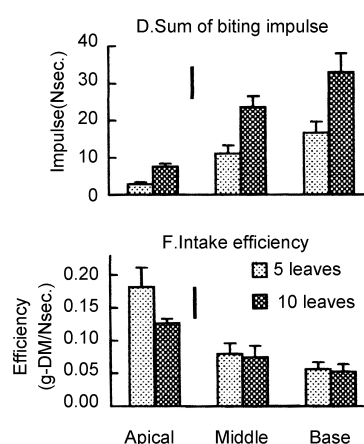 D.Sum of biting impulse
Impulse(Nsec.)
40
30
20
10
0
F.Intake efficiency
Efficiency
(g-DM/Nsec.)
0.20
0.15
0.10
0.05
0.00
5 leaves
10 leaves
Apical Middle Base